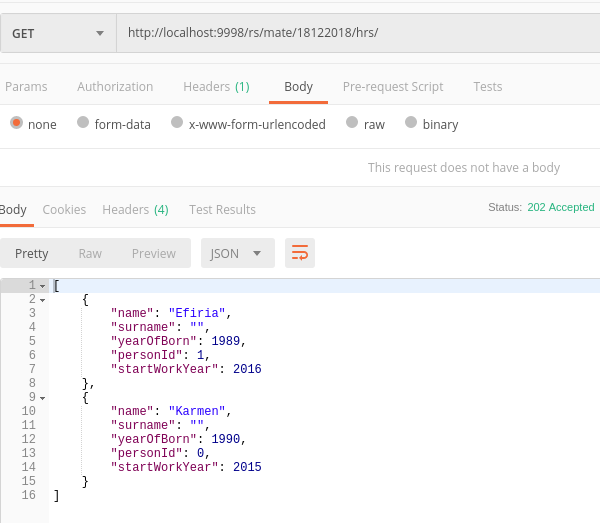 GET http://localhost:9998/rs/mate/18122018/hrs/
Params Authorization Headers (1) Body Pre-request Script Tests
none form-data x-www-form-urlencoded raw binary
This request does not have a body
Body Cookies Headers (4) Test Results Status: 202 Accepted
Pretty Raw Preview JSON
1 [
2 {
3 "name": "Efiria",
4 "surname": "",
5 "yearOfBorn": 1989,
6 "personId": 1,
7 "startWorkYear": 2016
8 },
9 {
10 "name": "Karmen",
11 "surname": "",
12 "yearOfBorn": 1990,
13 "personId": 0,
14 "startWorkYear": 2015
15 }
16 ]